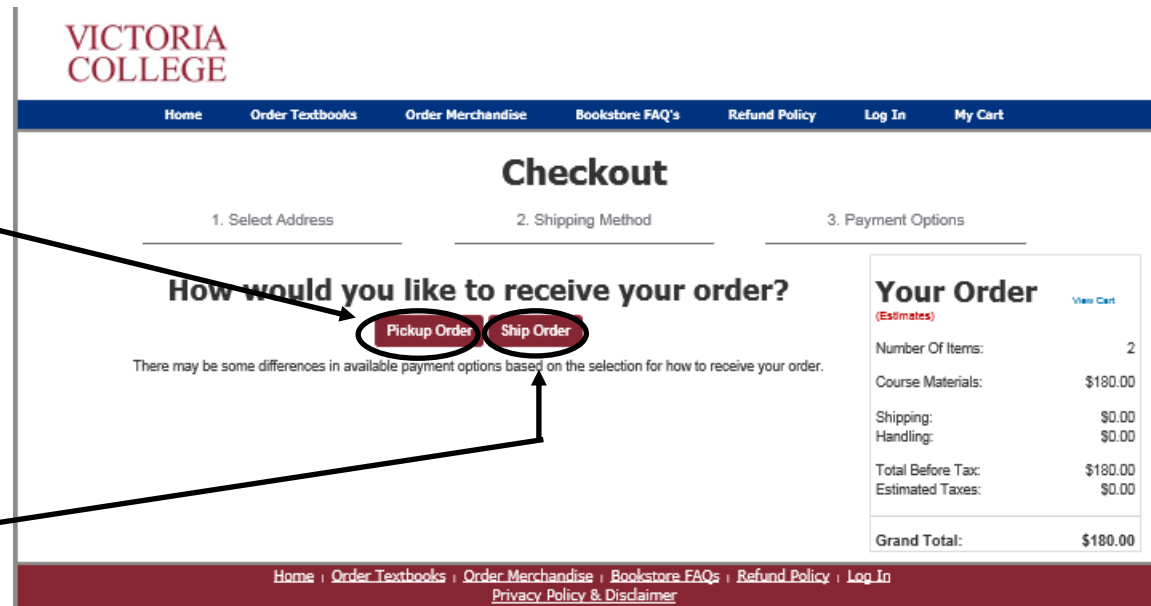 VICTORIA
COLLEGE
Home Order Textbooks Order Merchandise Bookstore FAQ's Refund Policy Log In My Cart
Checkout
1. Select Address 2. Shipping Method 3. Payment Options
How would you like to receive your order?
Pickup Order Ship Order
There may be some differences in available payment options based on the selection for how to receive your order.
Your Order View Cart
(Estimates)
Number Of Items: 2
Course Materials: $180.00
Shipping: $0.00
Handling: $0.00
Total Before Tax: $180.00
Estimated Taxes: $0.00
Grand Total: $180.00
Home | Order Textbooks | Order Merchandise | Bookstore FAQs | Refund Policy | Log In
Privacy Policy & Disclaimer